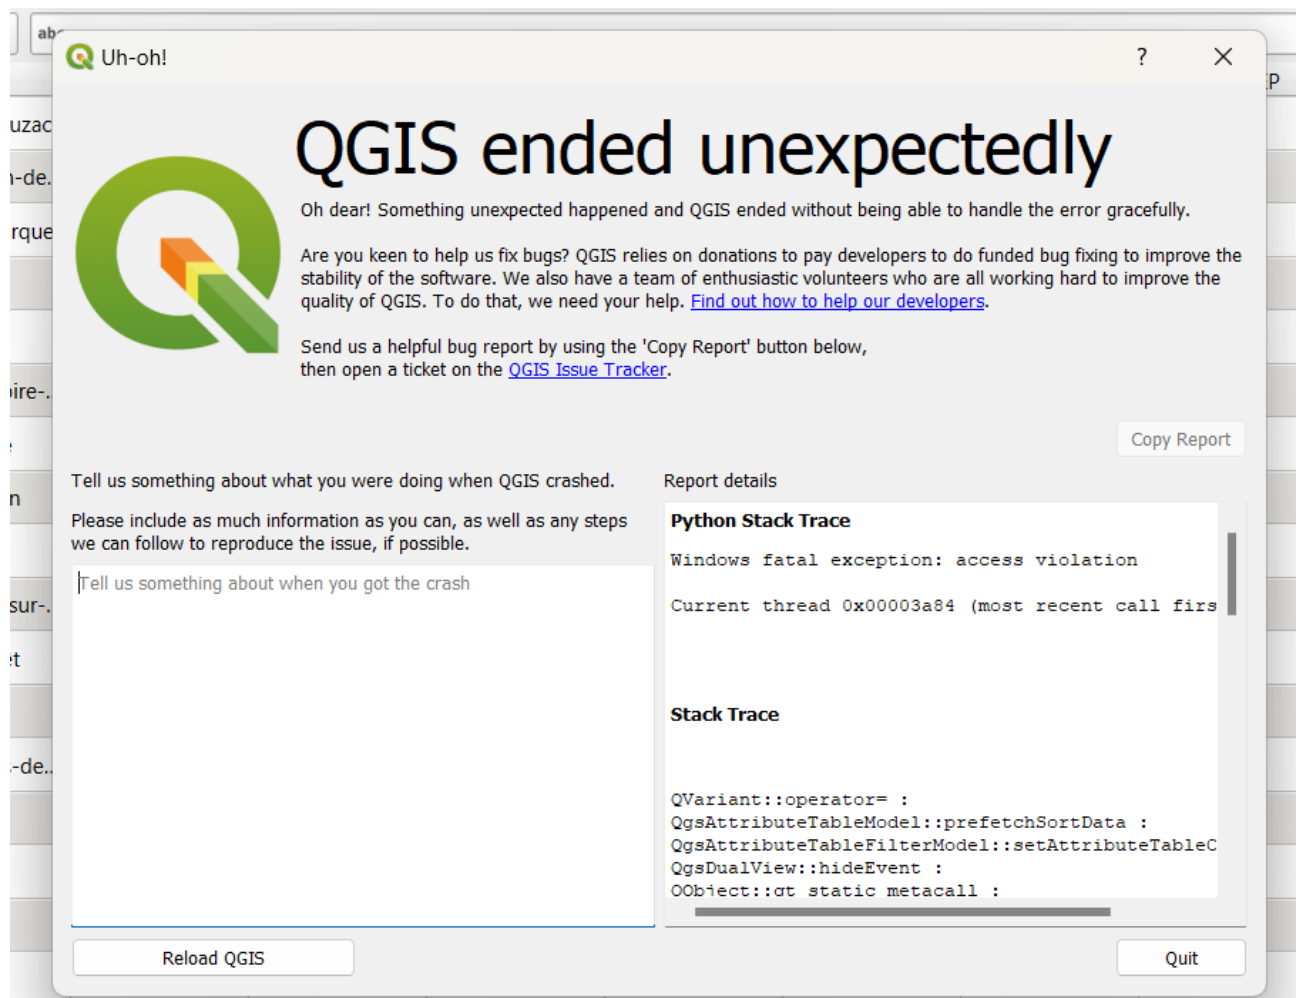 Uh-oh!
?
QGIS ended unexpectedly
Oh dear! Something unexpected happened and QGIS ended without being able to handle the error gracefully.
Are you keen to help us fix bugs? QGIS relies on donations to pay developers to do funded bug fixing to improve the
stability of the software. We also have a team of enthusiastic volunteers who are all working hard to improve the
quality of QGIS. To do that, we need your help. Find out how to help our developers.
Send us a helpful bug report by using the 'Copy Report' button below,
then open a ticket on the QGIS Issue Tracker.
Copy Report
Tell us something about what you were doing when QGIS crashed.
Please include as much information as you can, as well as any steps
we can follow to reproduce the issue, if possible.
Tell us something about when you got the crash
Report details
Python Stack Trace
Windows fatal exception: access violation
Current thread 0x00003a84 (most recent call firs
Stack Trace
QVariant::operator= :
QgsAttributeTableModel::prefetchSortData :
QgsAttributeTableFilterModel::setAttributeTableC
QgsDualView::hideEvent :
QObject::qt_static_metacall :
Reload QGIS
Quit
uzac
n-de.
rque
ire-.
n
sur-.
et
-de..